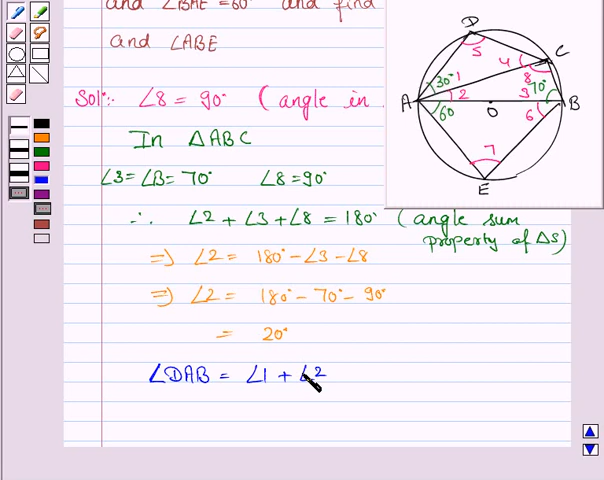 and ∠BAE = 60° and find
and ∠ABE
Solⁿ:- ∠8 = 90° (angle in
In ΔABC
∠3 = ∠B = 70° ∠8 = 90°
∴ ∠2 + ∠3 + ∠8 = 180° (angle sum
property of Δs)
⇒ ∠2 = 180° - ∠3 - ∠8
⇒ ∠2 = 180° - 70° - 90°
= 20°
∠DAB = ∠1 + ∠2
D
5
C
4
8
30° 1
2
3 70°
A
60
O
B
6
7
E